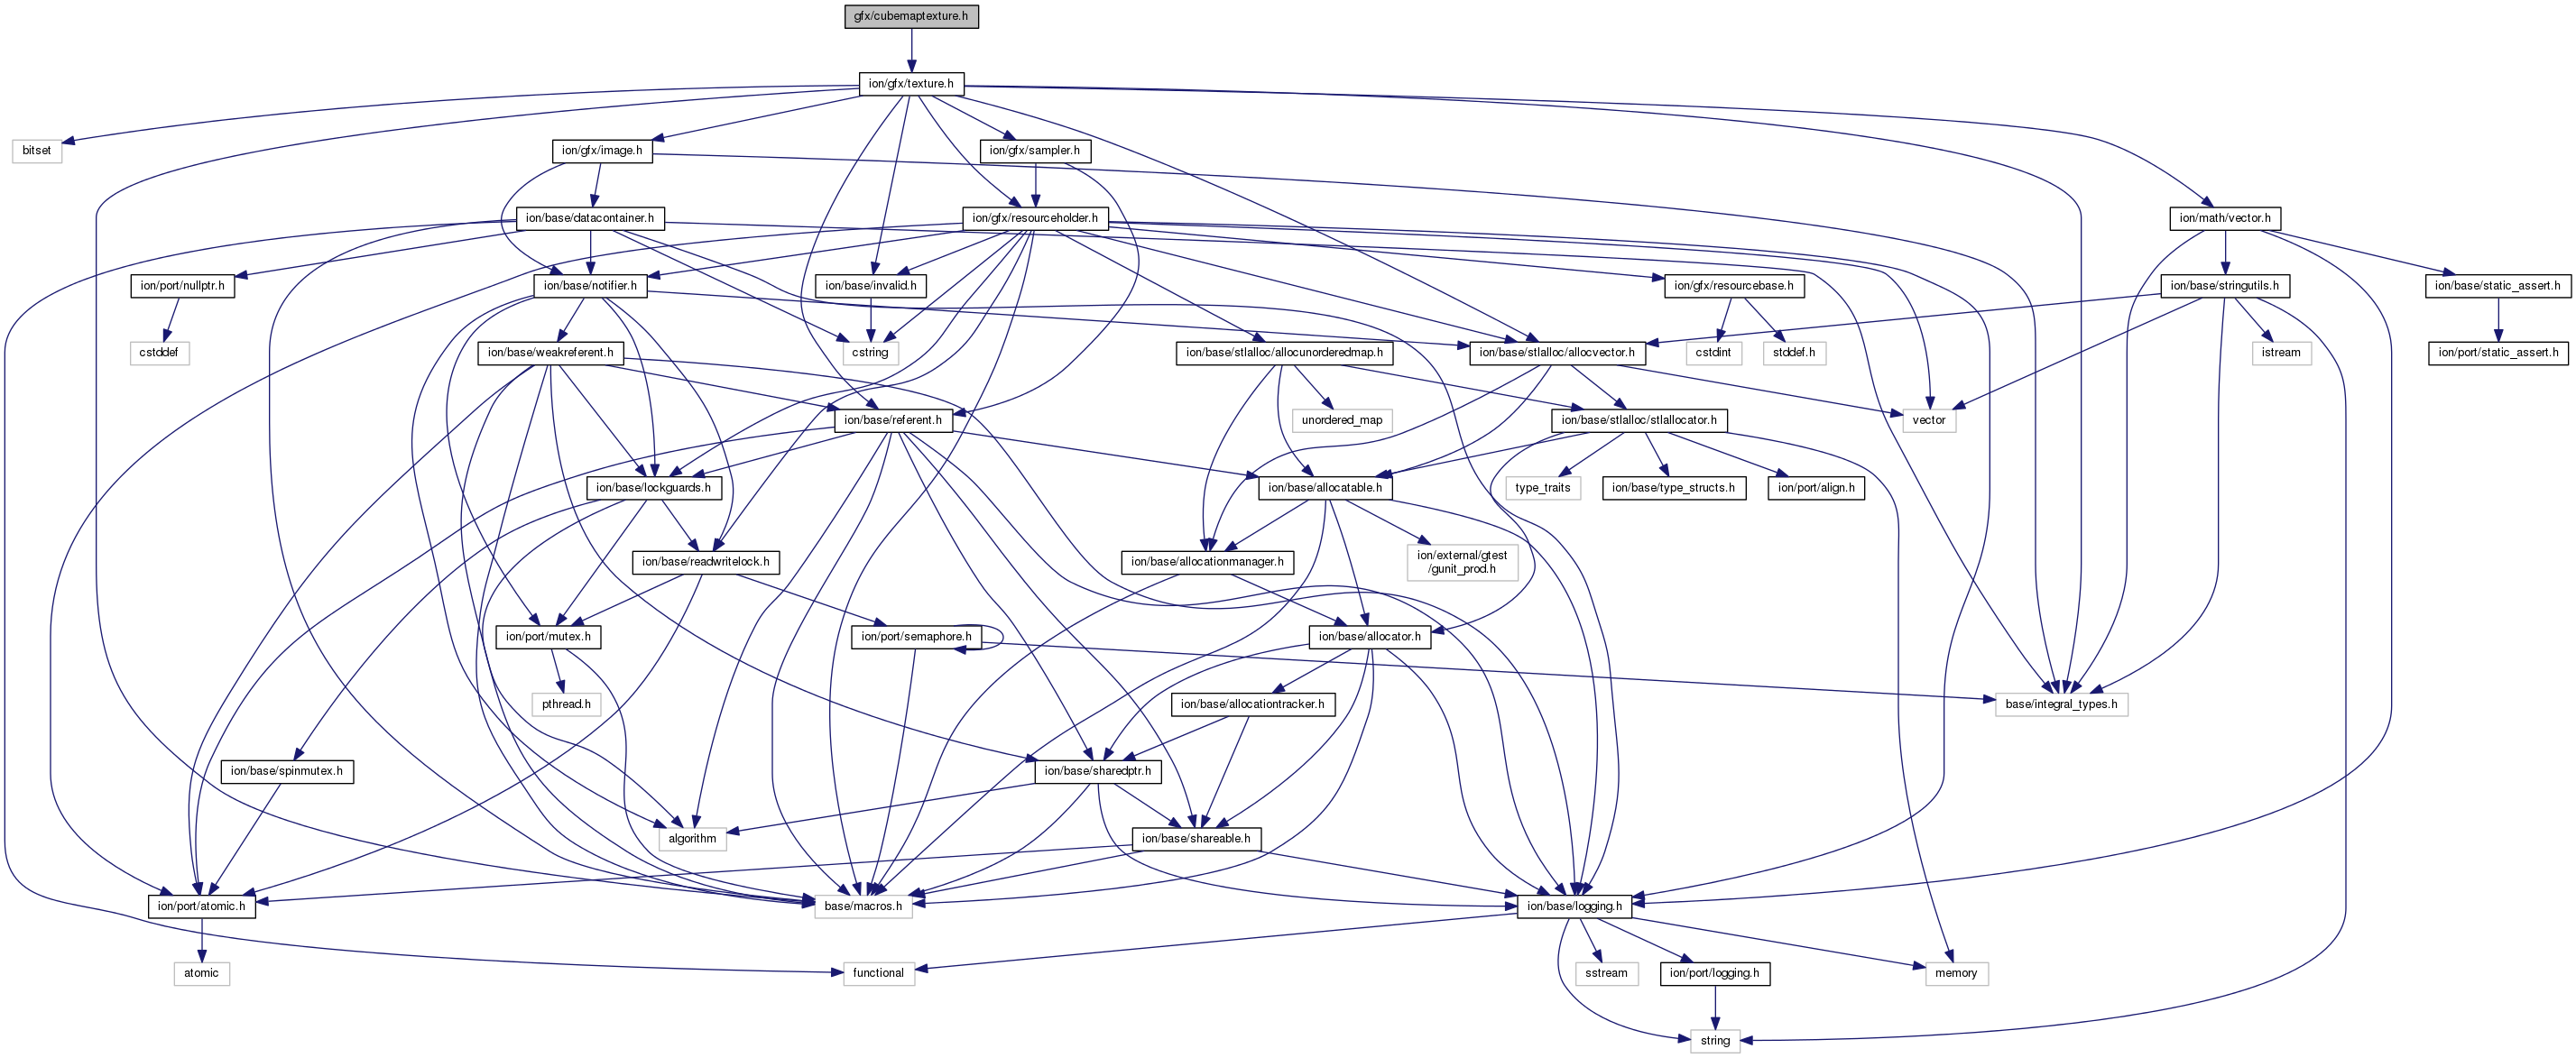 gfx/cubemaptexture.h
ion/gfx/texture.h
bitset
ion/gfx/image.h
ion/gfx/sampler.h
ion/base/datacontainer.h
ion/gfx/resourceholder.h
ion/math/vector.h
ion/port/nullptr.h
ion/base/notifier.h
ion/base/invalid.h
ion/gfx/resourcebase.h
ion/base/stringutils.h
ion/base/static_assert.h
cstddef
ion/base/weakreferent.h
cstring
ion/base/stlalloc/allocunorderedmap.h
ion/base/stlalloc/allocvector.h
cstdint
stddef.h
istream
ion/port/static_assert.h
ion/base/referent.h
unordered_map
ion/base/stlalloc/stlallocator.h
vector
ion/base/lockguards.h
ion/base/allocatable.h
type_traits
ion/base/type_structs.h
ion/port/align.h
ion/base/readwritelock.h
ion/base/allocationmanager.h
ion/external/gtest
/gunit_prod.h
ion/port/mutex.h
ion/port/semaphore.h
ion/base/allocator.h
pthread.h
ion/base/allocationtracker.h
base/integral_types.h
ion/base/spinmutex.h
ion/base/sharedptr.h
algorithm
ion/base/shareable.h
ion/port/atomic.h
base/macros.h
ion/base/logging.h
atomic
functional
sstream
ion/port/logging.h
memory
string